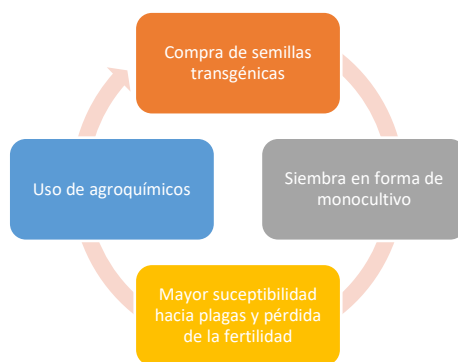 Compra de semillas
transgénicas
Siembra en forma de
monocultivo
Mayor suceptibilidad
hacia plagas y pérdida
de la fertilidad
Uso de agroquímicos